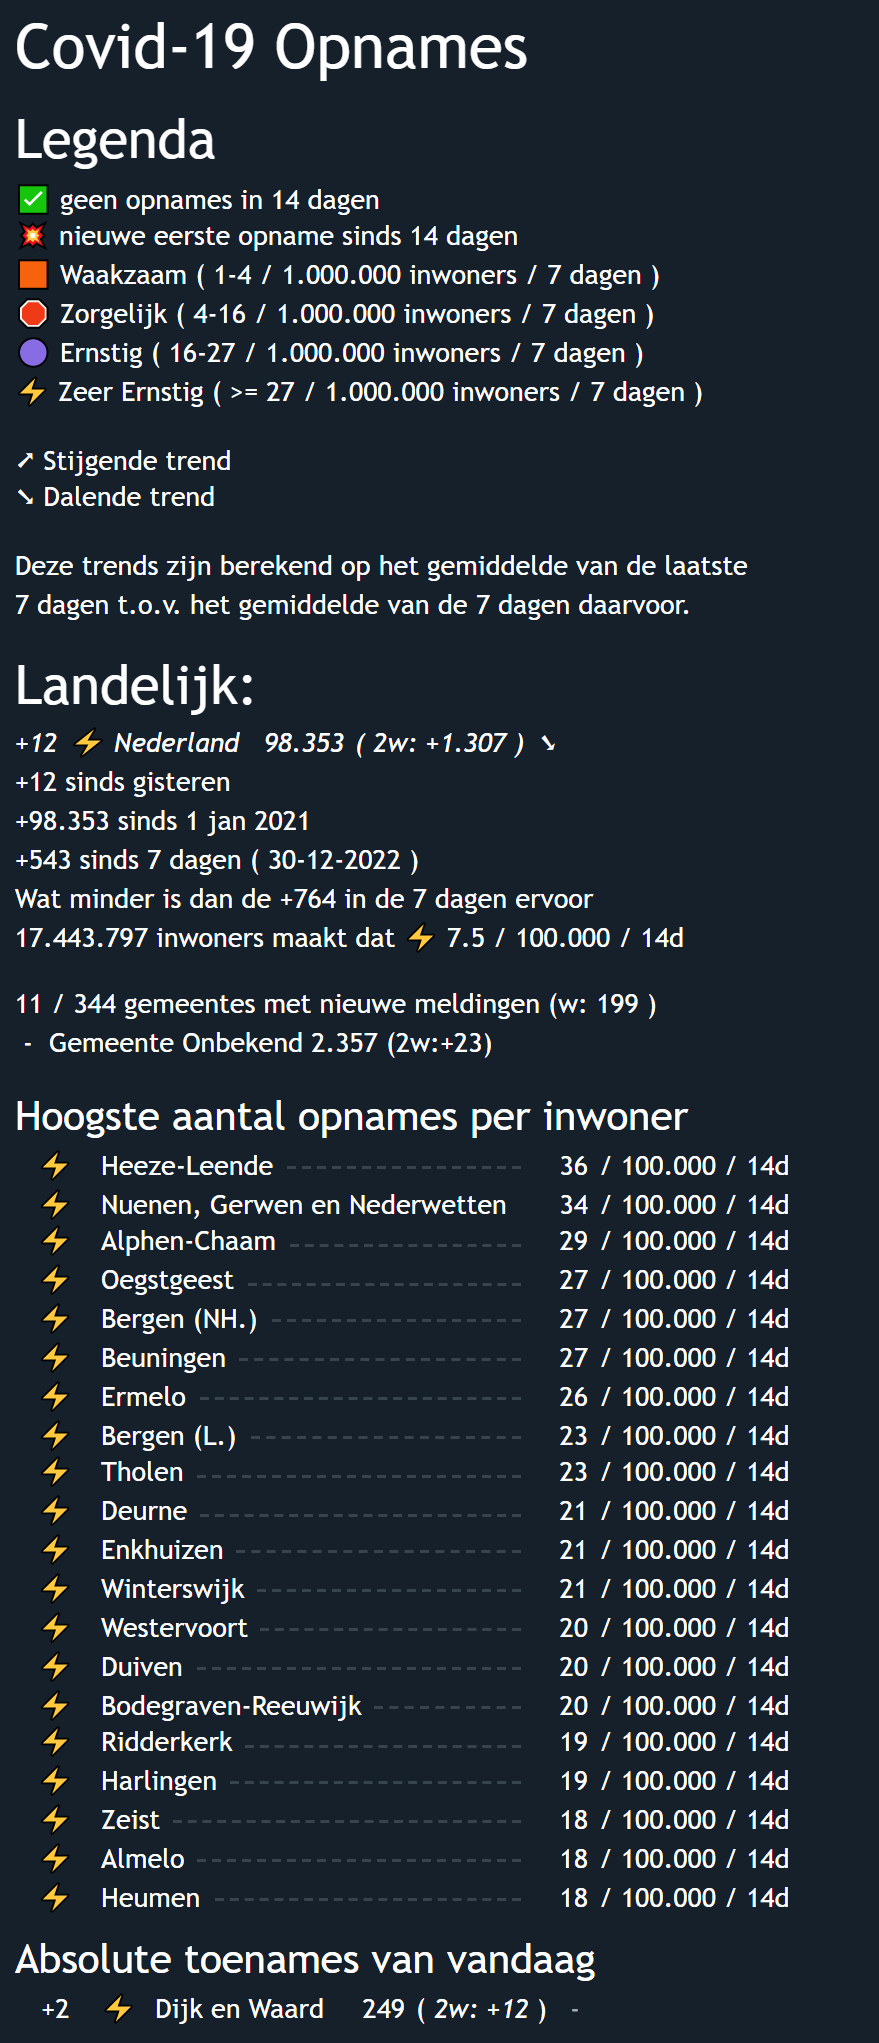 Covid-19 Opnames
Legenda
✅ geen opnames in 14 dagen
💥 nieuwe eerste opname sinds 14 dagen
🟧 Waakzaam ( 1-4 / 1.000.000 inwoners / 7 dagen )
🛑 Zorgelijk ( 4-16 / 1.000.000 inwoners / 7 dagen )
🟣 Ernstig ( 16-27 / 1.000.000 inwoners / 7 dagen )
⚡ Zeer Ernstig ( >= 27 / 1.000.000 inwoners / 7 dagen )
➚ Stijgende trend
➘ Dalende trend
Deze trends zijn berekend op het gemiddelde van de laatste
7 dagen t.o.v. het gemiddelde van de 7 dagen daarvoor.
Landelijk:
+12 ⚡ Nederland 98.353 ( 2w: +1.307 ) ➘
+12 sinds gisteren
+98.353 sinds 1 jan 2021
+543 sinds 7 dagen ( 30-12-2022 )
Wat minder is dan de +764 in de 7 dagen ervoor
17.443.797 inwoners maakt dat ⚡ 7.5 / 100.000 / 14d
11 / 344 gemeentes met nieuwe meldingen (w: 199 )
- Gemeente Onbekend 2.357 (2w:+23)
Hoogste aantal opnames per inwoner
⚡ Heeze-Leende 36 / 100.000 / 14d
⚡ Nuenen, Gerwen en Nederwetten 34 / 100.000 / 14d
⚡ Alphen-Chaam 29 / 100.000 / 14d
⚡ Oegstgeest 27 / 100.000 / 14d
⚡ Bergen (NH.) 27 / 100.000 / 14d
⚡ Beuningen 27 / 100.000 / 14d
⚡ Ermelo 26 / 100.000 / 14d
⚡ Bergen (L.) 23 / 100.000 / 14d
⚡ Tholen 23 / 100.000 / 14d
⚡ Deurne 21 / 100.000 / 14d
⚡ Enkhuizen 21 / 100.000 / 14d
⚡ Winterswijk 21 / 100.000 / 14d
⚡ Westervoort 20 / 100.000 / 14d
⚡ Duiven 20 / 100.000 / 14d
⚡ Bodegraven-Reeuwijk 20 / 100.000 / 14d
⚡ Ridderkerk 19 / 100.000 / 14d
⚡ Harlingen 19 / 100.000 / 14d
⚡ Zeist 18 / 100.000 / 14d
⚡ Almelo 18 / 100.000 / 14d
⚡ Heumen 18 / 100.000 / 14d
Absolute toenames van vandaag
+2 ⚡ Dijk en Waard 249 ( 2w: +12 ) -